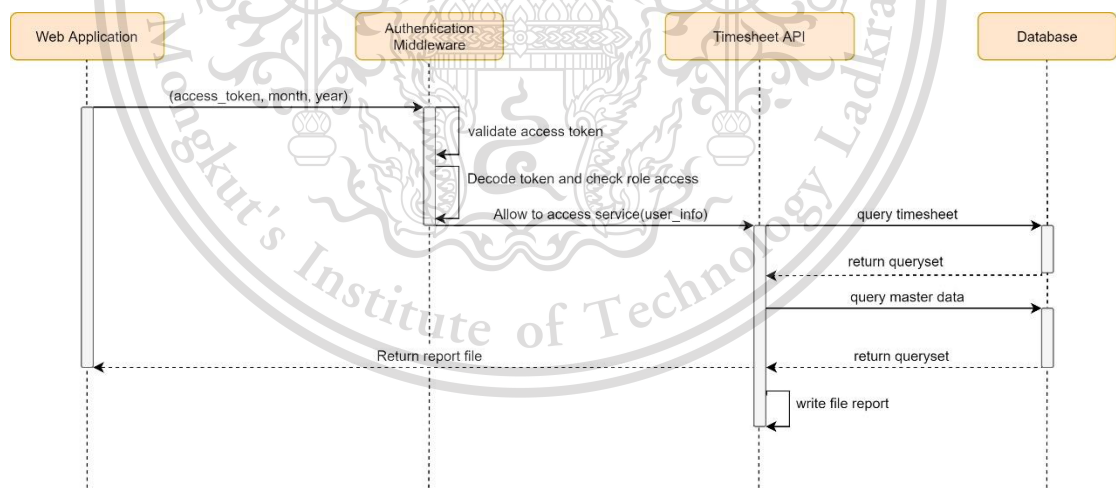 Web Application
Authentication
Middleware
Timesheet API
Database
(access_token, month, year)
validate access token
Decode token and check role access
Allow to access service(user_info)
query timesheet
return queryset
query master data
Return report file
return queryset
write file report
Mongkut's Institute of Technology Ladkra